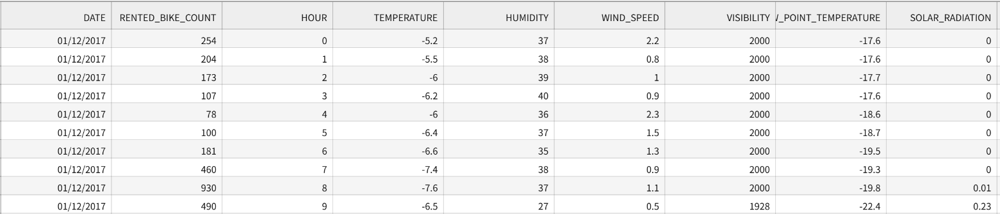 DATE RENTED_BIKE_COUNT HOUR TEMPERATURE HUMIDITY WIND_SPEED VISIBILITY _POINT_TEMPERATURE SOLAR_RADIATION
01/12/2017 254 0 -5.2 37 2.2 2000 -17.6 0
01/12/2017 204 1 -5.5 38 0.8 2000 -17.6 0
01/12/2017 173 2 -6 39 1 2000 -17.7 0
01/12/2017 107 3 -6.2 40 0.9 2000 -17.6 0
01/12/2017 78 4 -6 36 2.3 2000 -18.6 0
01/12/2017 100 5 -6.4 37 1.5 2000 -18.7 0
01/12/2017 181 6 -6.6 35 1.3 2000 -19.5 0
01/12/2017 460 7 -7.4 38 0.9 2000 -19.3 0
01/12/2017 930 8 -7.6 37 1.1 2000 -19.8 0.01
01/12/2017 490 9 -6.5 27 0.5 1928 -22.4 0.23